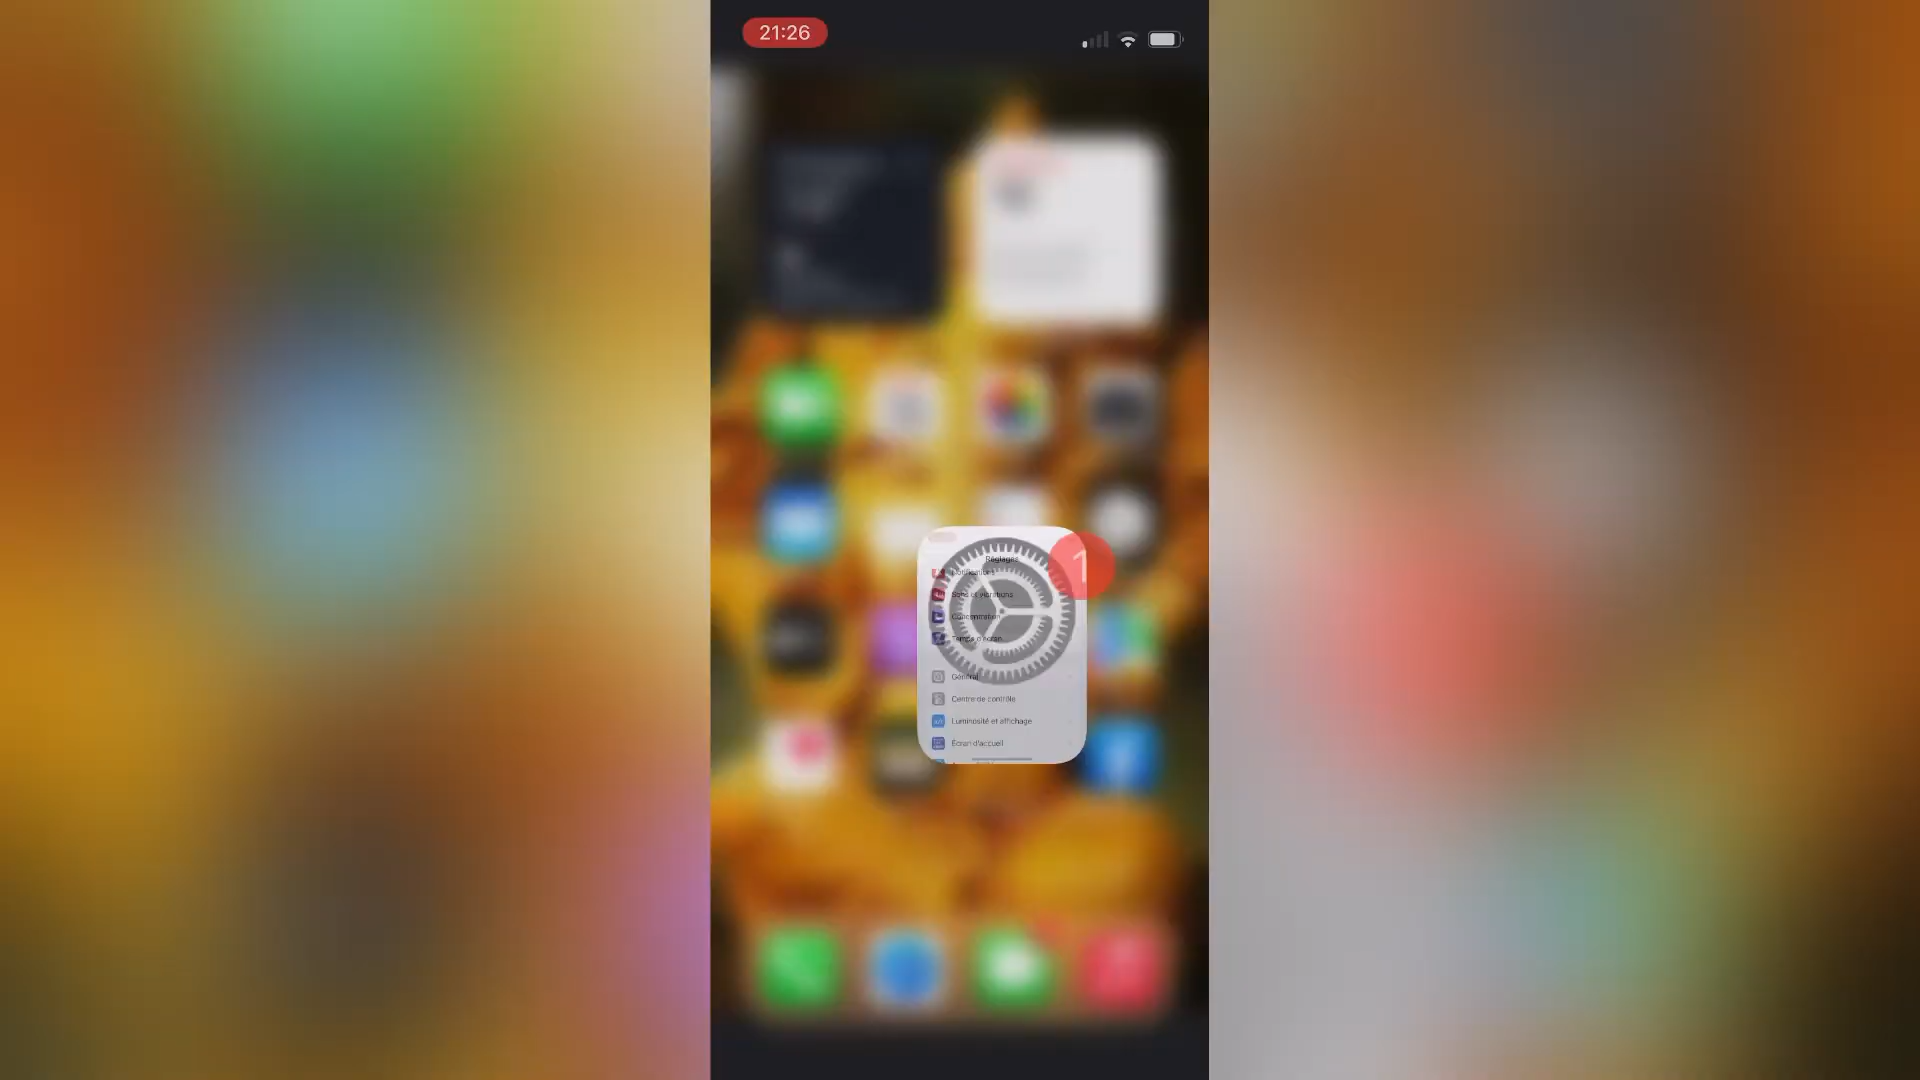 21:26
1
Réglages
Notifications
Sons et vibrations
Concentration
Temps d'écran
Général
Centre de contrôle
Luminosité et affichage
Écran d'accueil